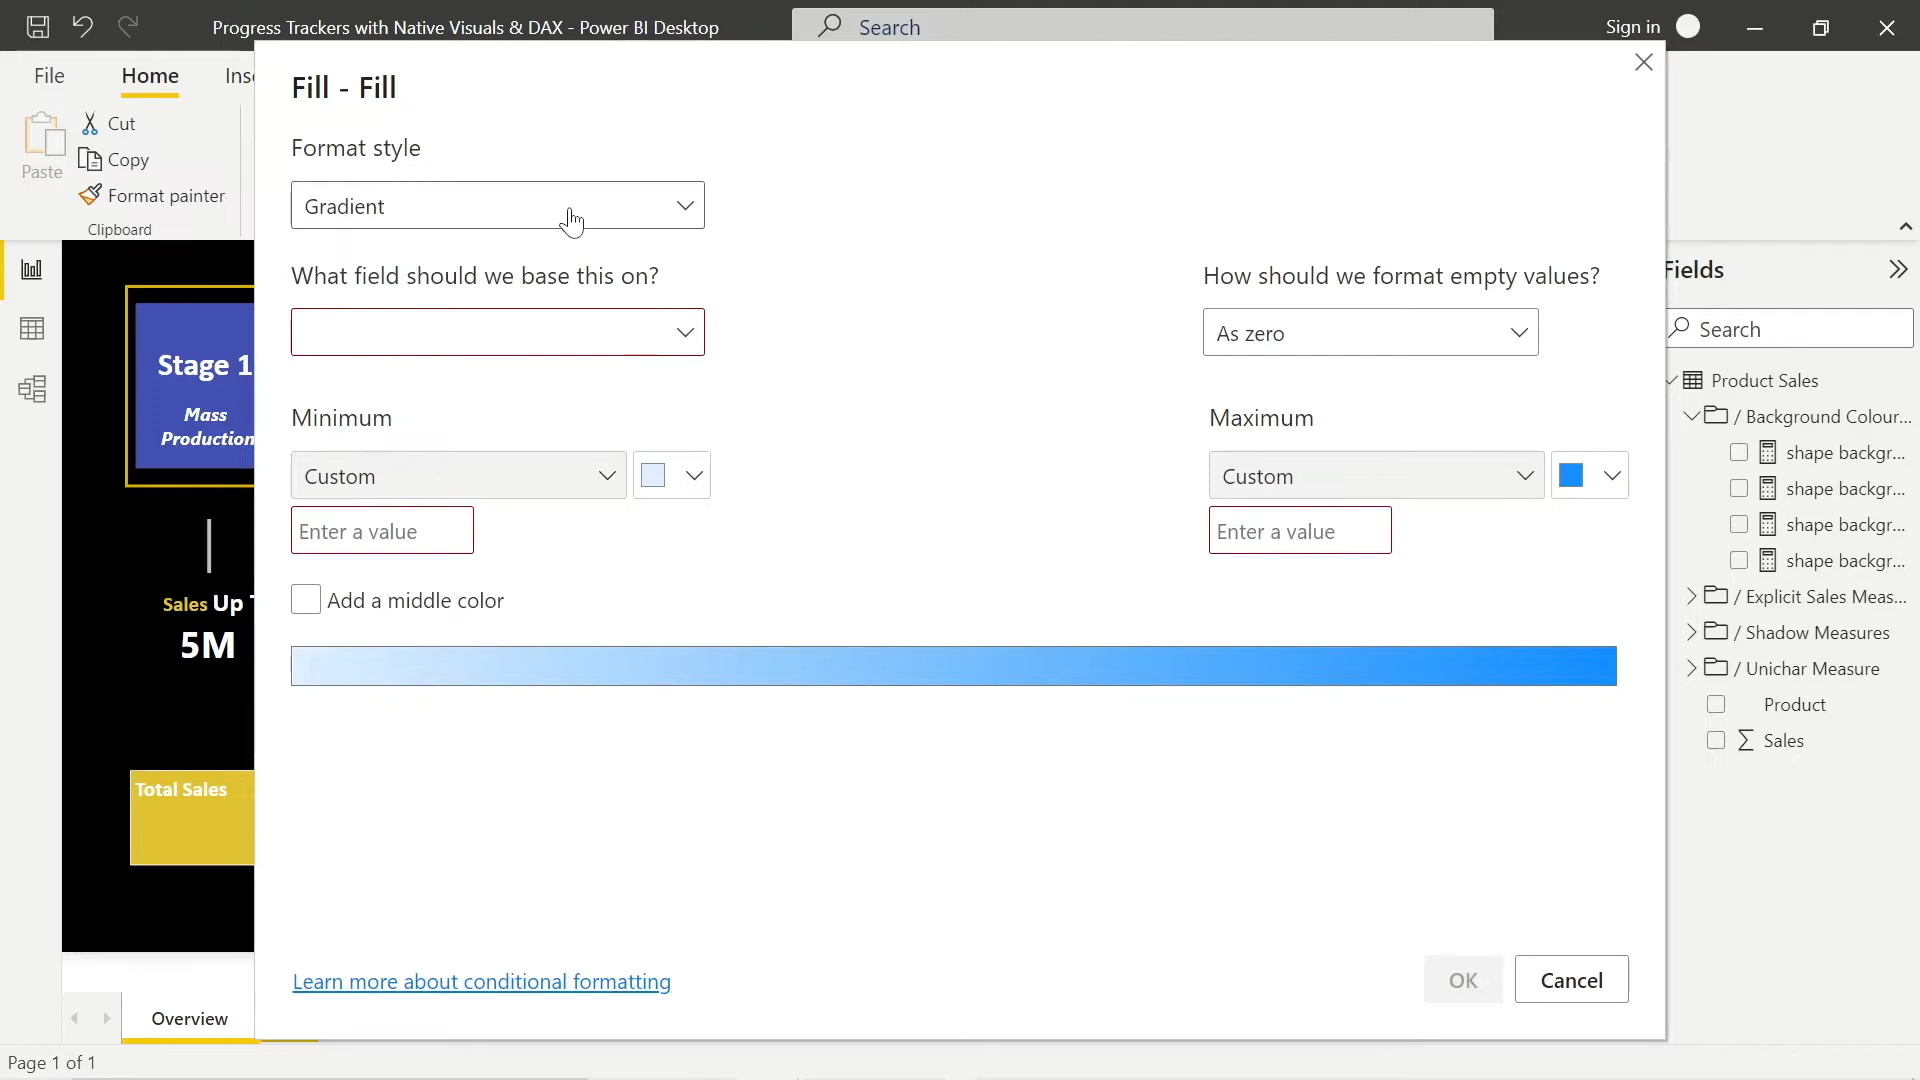 Progress Trackers with Native Visuals & DAX - Power BI Desktop
Search
Sign in
File
Home
Ins
Paste
Cut
Copy
Format painter
Clipboard
Fill - Fill
Format style
Gradient
What field should we base this on?
How should we format empty values?
As zero
Minimum
Maximum
Custom
Custom
Enter a value
Enter a value
Add a middle color
Learn more about conditional formatting
OK
Cancel
Stage 1
Mass
Production
Sales Up
5M
Total Sales
Fields
Search
Product Sales
/ Background Colour...
shape backgr...
shape backgr...
shape backgr...
shape backgr...
/ Explicit Sales Meas...
/ Shadow Measures
/ Unichar Measure
Product
Sales
Overview
Page 1 of 1